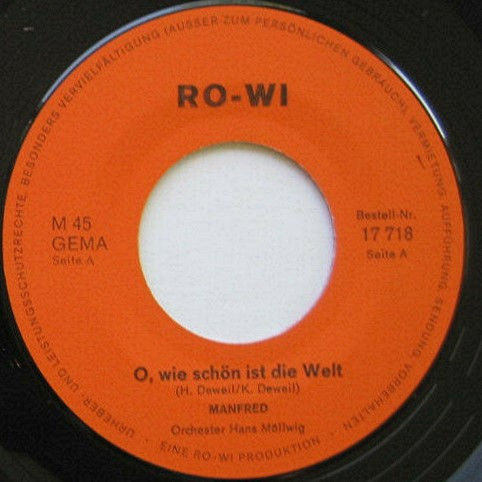 URHEBER- UND LEISTUNGSSCHUTZRECHTE, BESONDERS VERVIELFÄLTIGUNG (AUSSER ZUM PERSÖNLICHEN GEBRAUCH), VERMIETUNG, AUFFÜHRUNG, SENDUNG, VORBEHALTEN
RO-WI
M 45
GEMA
Seite A
Bestell-Nr.
17 718
Seite A
O, wie schön ist die Welt
(H. Deweil/K. Deweil)
MANFRED
Orchester Hans Möllwig
· EINE RO-WI PRODUKTION ·